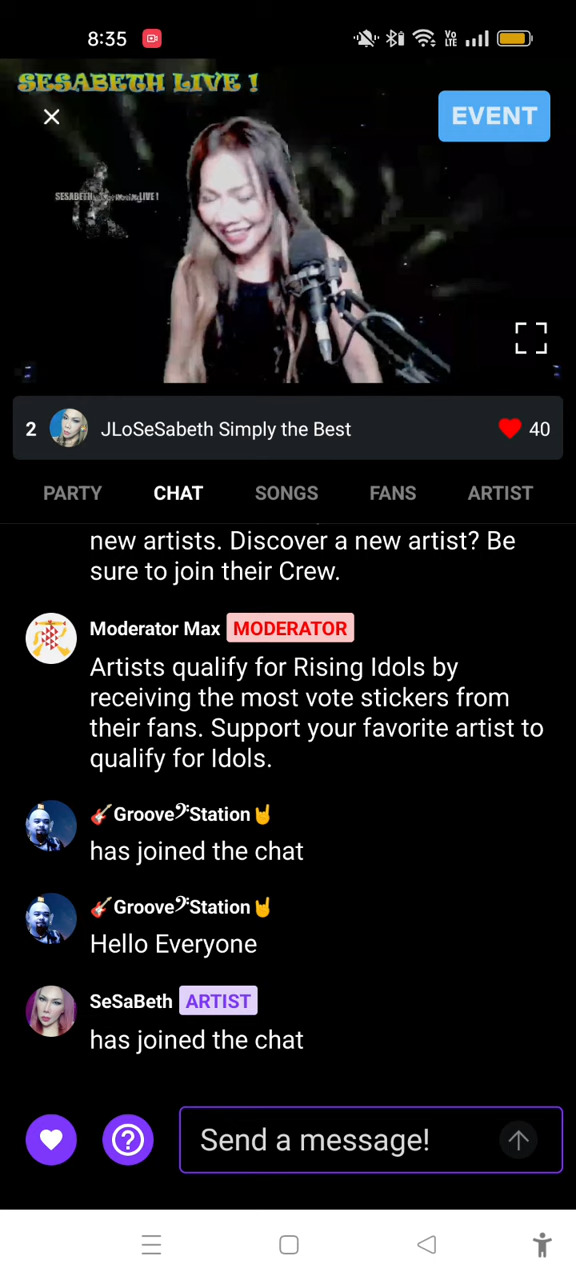 8:35
Vo
LTE
SESABETH LIVE !
EVENT
2 JLoSeSabeth Simply the Best 40
PARTY CHAT SONGS FANS ARTIST
new artists. Discover a new artist? Be
sure to join their Crew.
Moderator Max MODERATOR
Artists qualify for Rising Idols by
receiving the most vote stickers from
their fans. Support your favorite artist to
qualify for Idols.
🎸Groove𝄢Station🤘
has joined the chat
🎸Groove𝄢Station🤘
Hello Everyone
SeSaBeth ARTIST
has joined the chat
Send a message!